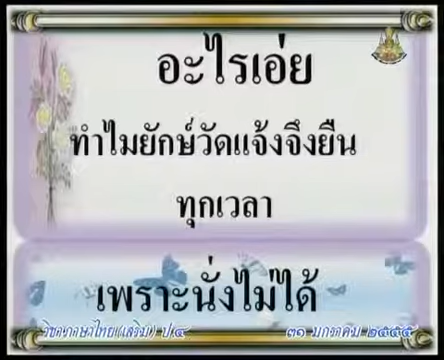 อะไรเอ่ย
ทำไมยักษ์วัดแจ้งจึงยืน
ทุกเวลา
เพราะนั่งไม่ได้
วิชาภาษาไทย(เสริม) ป.๔ ๓๑ มกราคม ๒๕๕๕